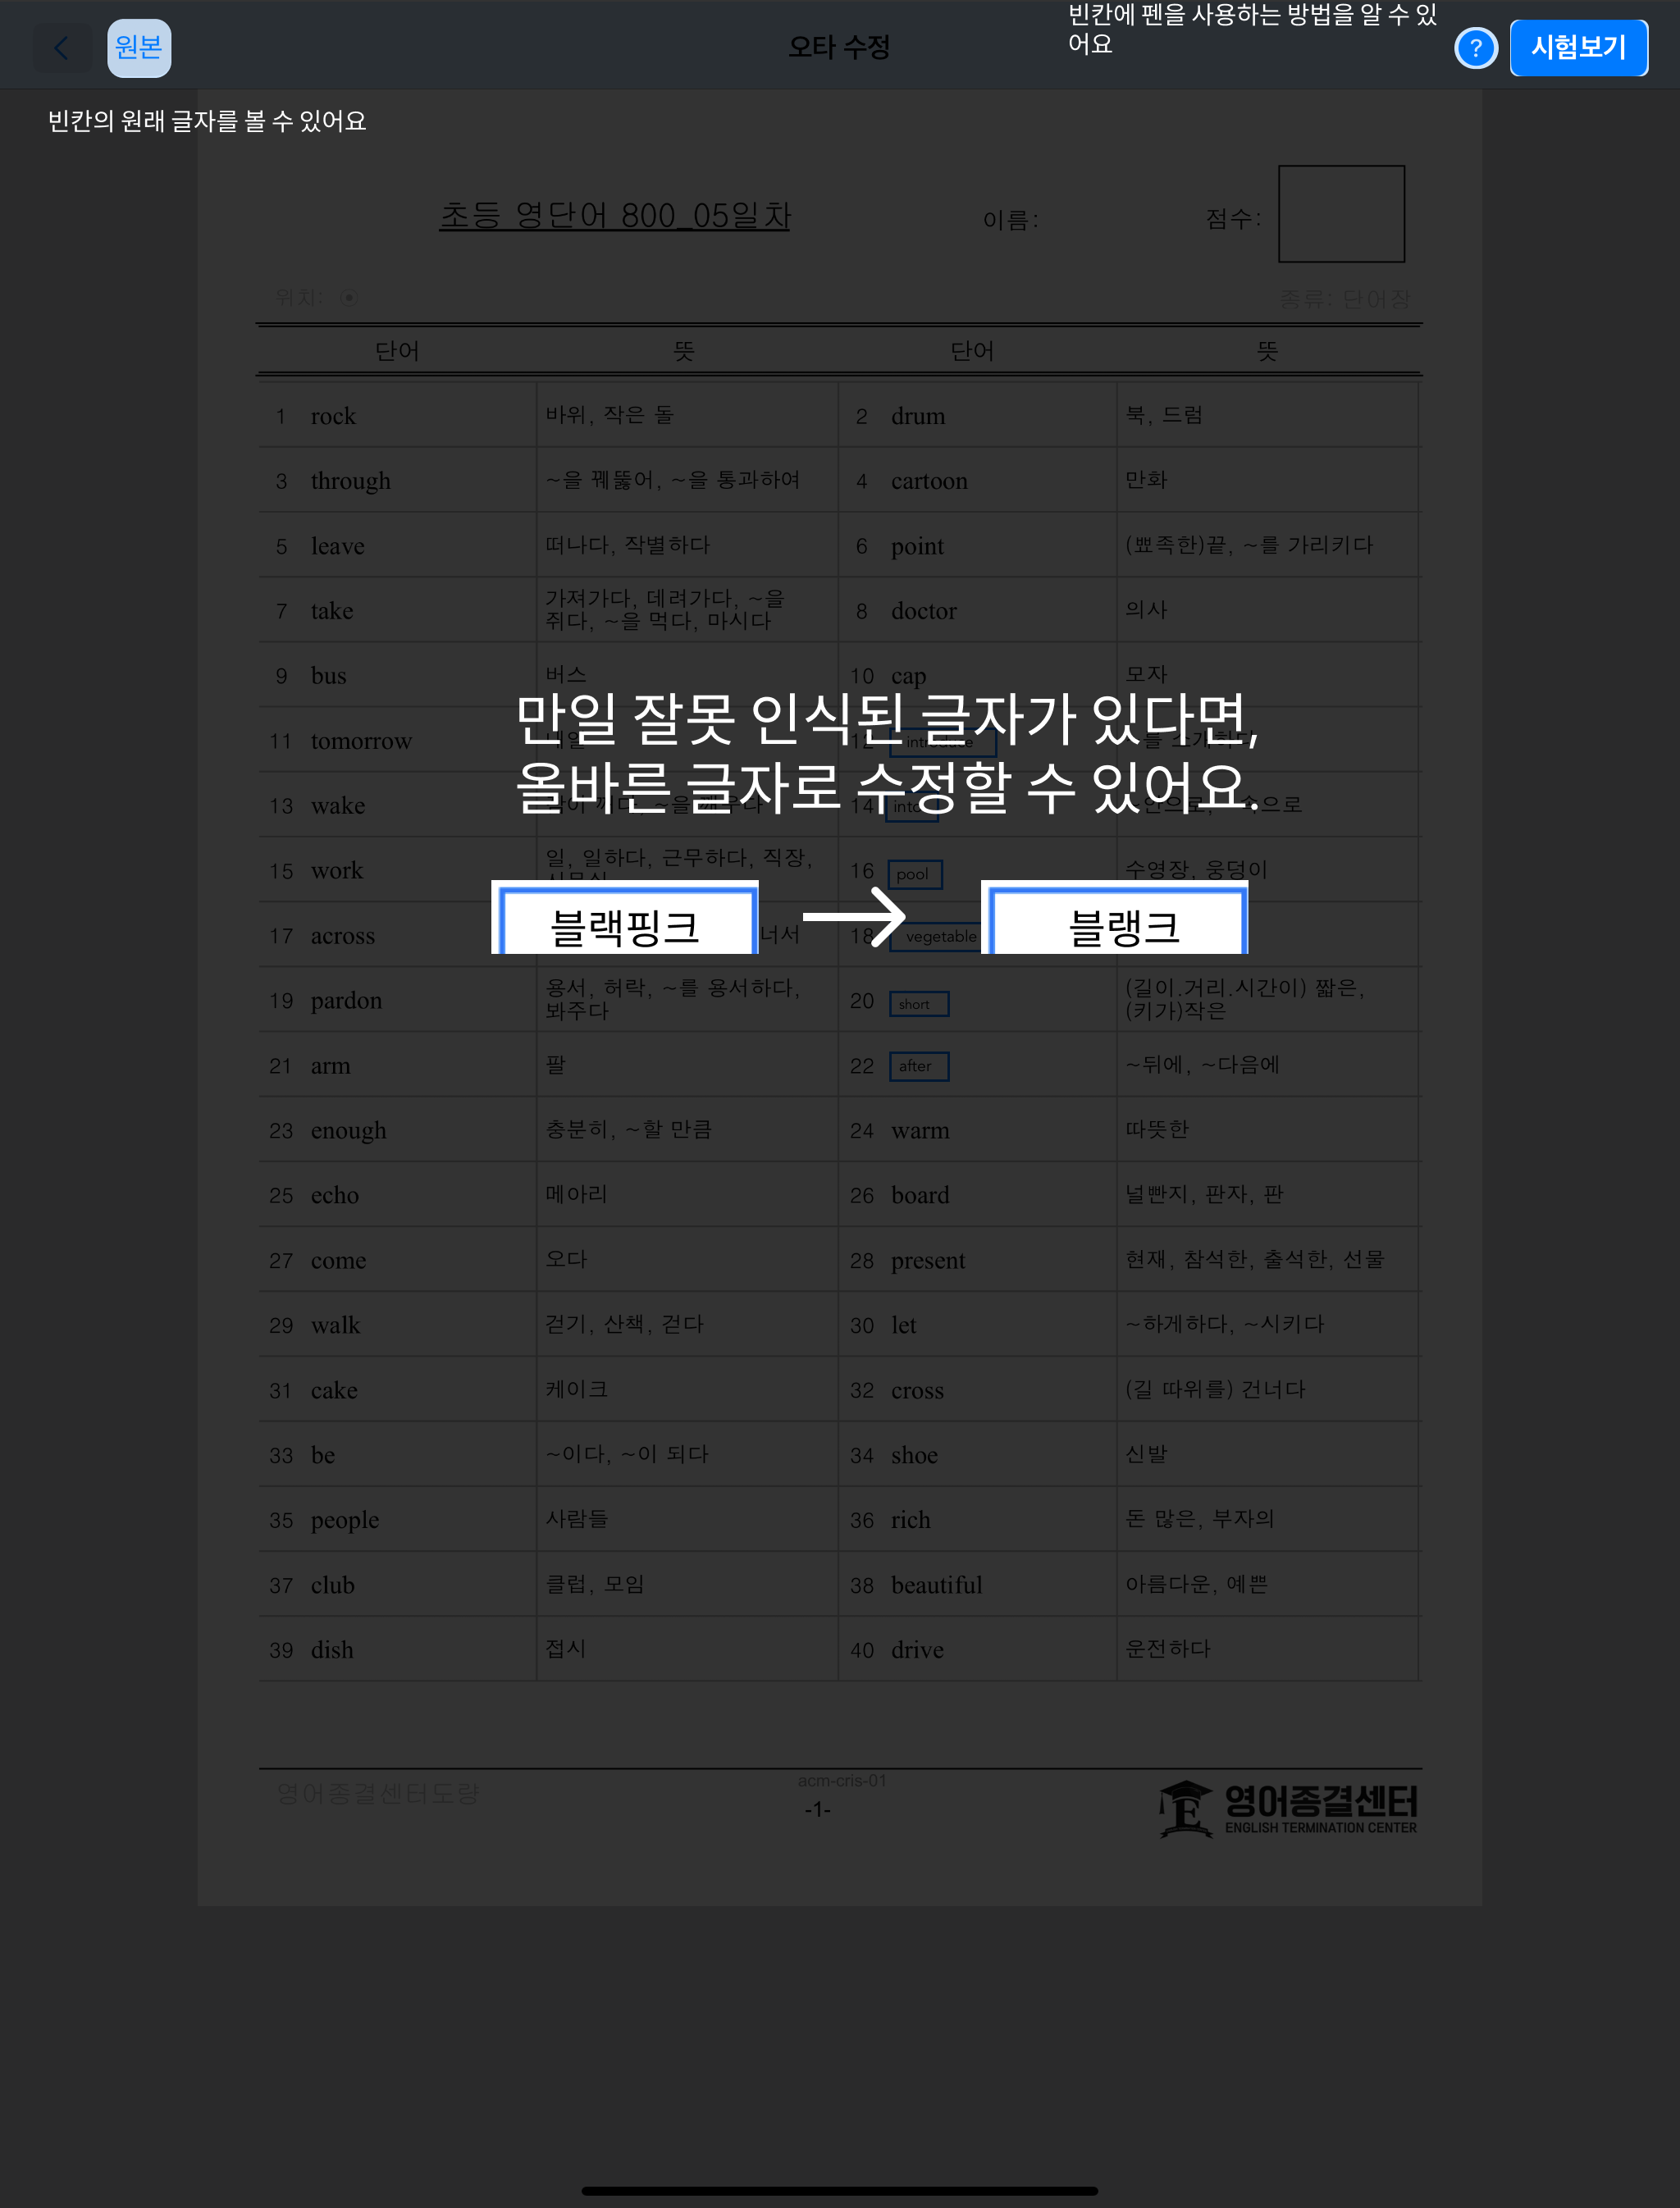 원본
오타 수정
빈칸에 펜을 사용하는 방법을 알 수 있
어요
?
시험보기
빈칸의 원래 글자를 볼 수 있어요
초등 영단어 800_05일차
이름:
점수:
위치:
종류: 단어장
단어 뜻 단어 뜻
1 rock 바위, 작은 돌 2 drum 북, 드럼
3 through ~을 꿰뚫어, ~을 통과하여 4 cartoon 만화
5 leave 떠나다, 작별하다 6 point (뾰족한)끝, ~를 가리키다
7 take 가져가다, 데려가다, ~을
쥐다, ~을 먹다, 마시다 8 doctor 의사
9 bus 버스 10 cap 모자
만일 잘못 인식된 글자가 있다면,
올바른 글자로 수정할 수 있어요.
11 tomorrow 내일 12 introduce 소개하다
13 wake 14 into 속으로
15 work 일, 일하다, 근무하다, 직장, 16 pool 수영장, 웅덩이
블랙핑크
블랭크
17 across 너서 18 vegetable
19 pardon 용서, 허락, ~를 용서하다,
봐주다 20 short (길이.거리.시간이) 짧은,
(키가)작은
21 arm 팔 22 after ~뒤에, ~다음에
23 enough 충분히, ~할 만큼 24 warm 따뜻한
25 echo 메아리 26 board 널빤지, 판자, 판
27 come 오다 28 present 현재, 참석한, 출석한, 선물
29 walk 걷기, 산책, 걷다 30 let ~하게하다, ~시키다
31 cake 케이크 32 cross (길 따위를) 건너다
33 be ~이다, ~이 되다 34 shoe 신발
35 people 사람들 36 rich 돈 많은, 부자의
37 club 클럽, 모임 38 beautiful 아름다운, 예쁜
39 dish 접시 40 drive 운전하다
영어종결센터도량
acm-cris-01
-1-
E
영어종결센터
ENGLISH TERMINATION CENTER